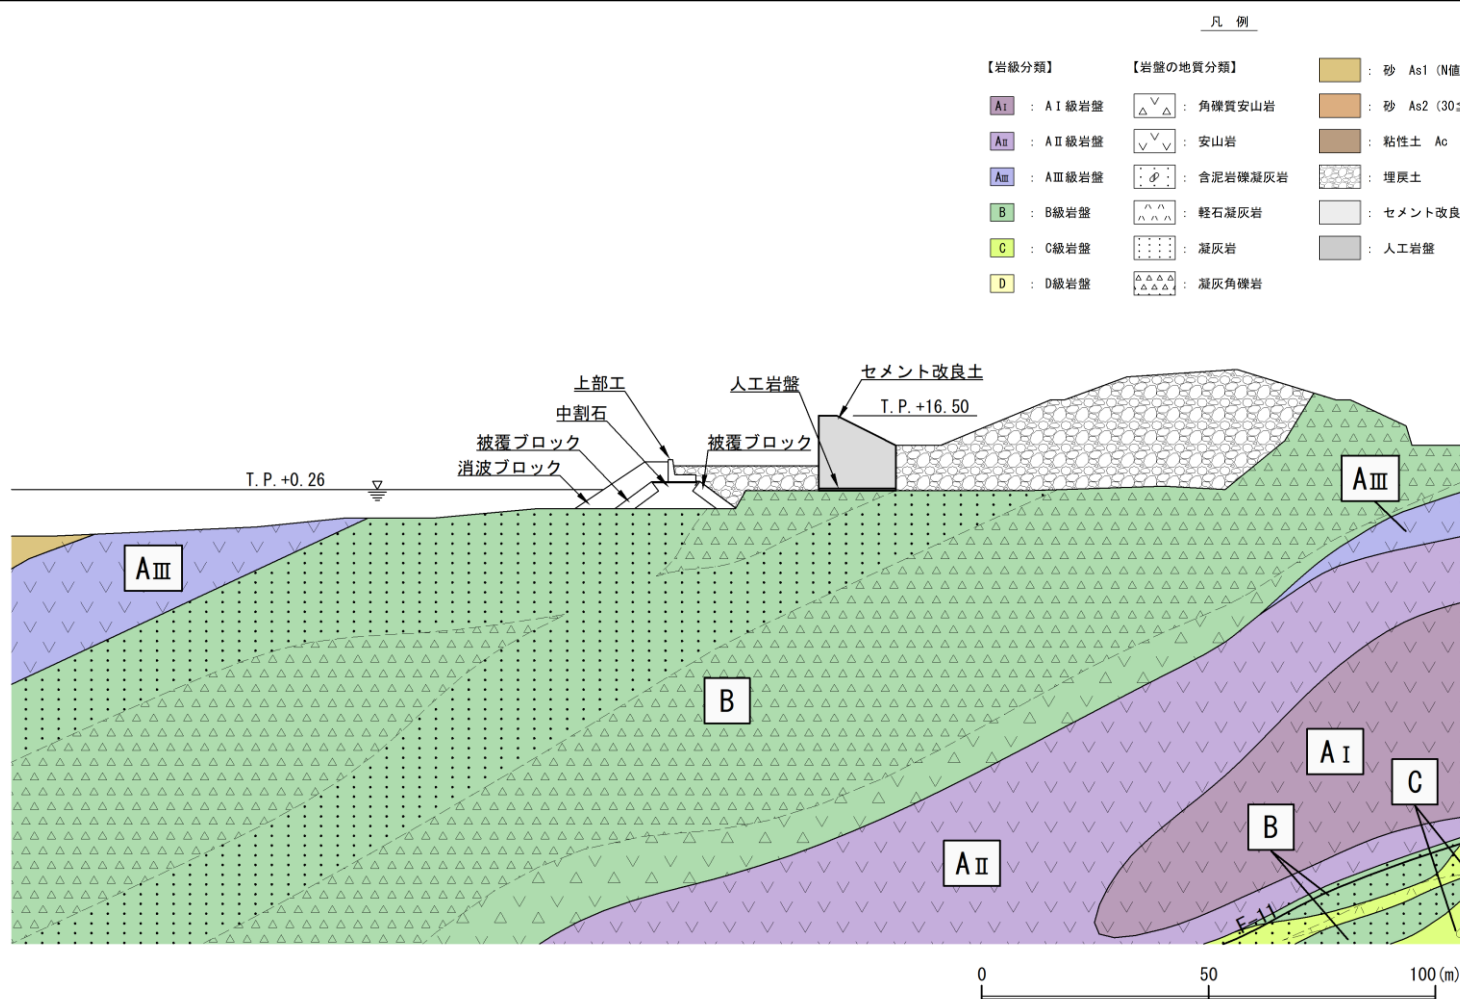 凡 例
【岩級分類】
【岩盤の地質分類】
AⅠ : AⅠ級岩盤
AⅡ : AⅡ級岩盤
AⅢ : AⅢ級岩盤
B : B級岩盤
C : C級岩盤
D : D級岩盤
: 角礫質安山岩
: 安山岩
: 含泥岩礫凝灰岩
: 軽石凝灰岩
: 凝灰岩
: 凝灰角礫岩
: 砂 As1 (N値
: 砂 As2 (30
: 粘性土 Ac
: 埋戻土
: セメント改良
: 人工岩盤
上部工
中割石
被覆ブロック
消波ブロック
人工岩盤
被覆ブロック
セメント改良土
T.P.+16.50
T.P.+0.26
AⅢ
AⅢ
B
AⅠ
C
B
AⅡ
F-11
0 50 100(m)